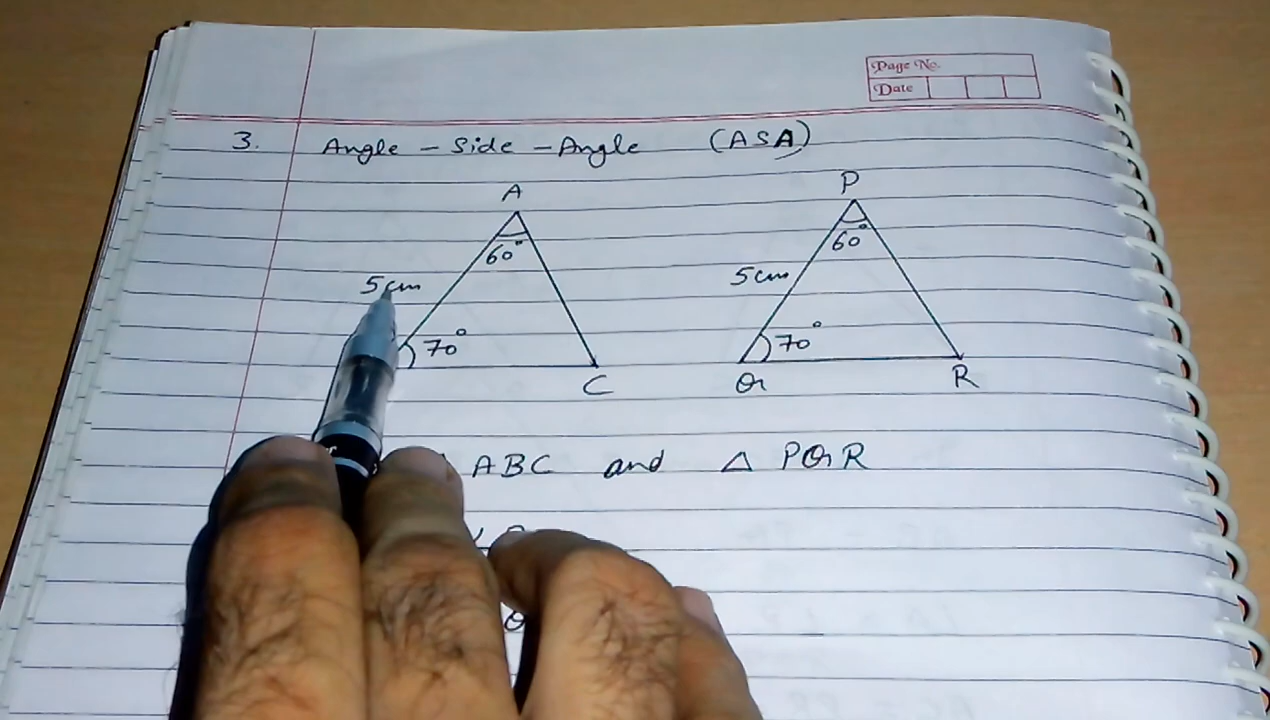 Page No.
Date
3. Angle - Side - Angle (ASA)
A
P
60°
60°
5cm
5cm
70°
70°
C
Q
R
ABC and △ PQR